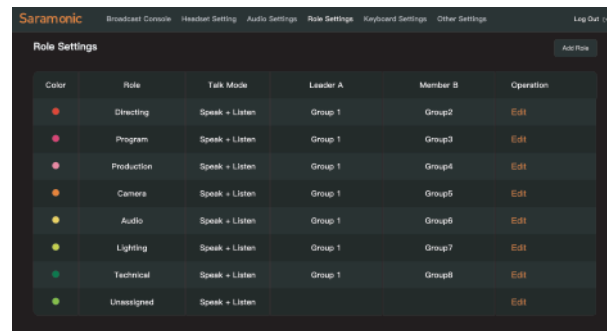 Saramonic Broadcast Console Headset Setting Audio Settings Role Settings Keyboard Settings Other Settings Log Out
Role Settings Add Role
Color Role Talk Mode Leader A Member B Operation
Directing Speak + Listen Group 1 Group2 Edit
Program Speak + Listen Group 1 Group3 Edit
Production Speak + Listen Group 1 Group4 Edit
Camera Speak + Listen Group 1 Group5 Edit
Audio Speak + Listen Group 1 Group6 Edit
Lighting Speak + Listen Group 1 Group7 Edit
Technical Speak + Listen Group 1 Group8 Edit
Unassigned Speak + Listen Edit